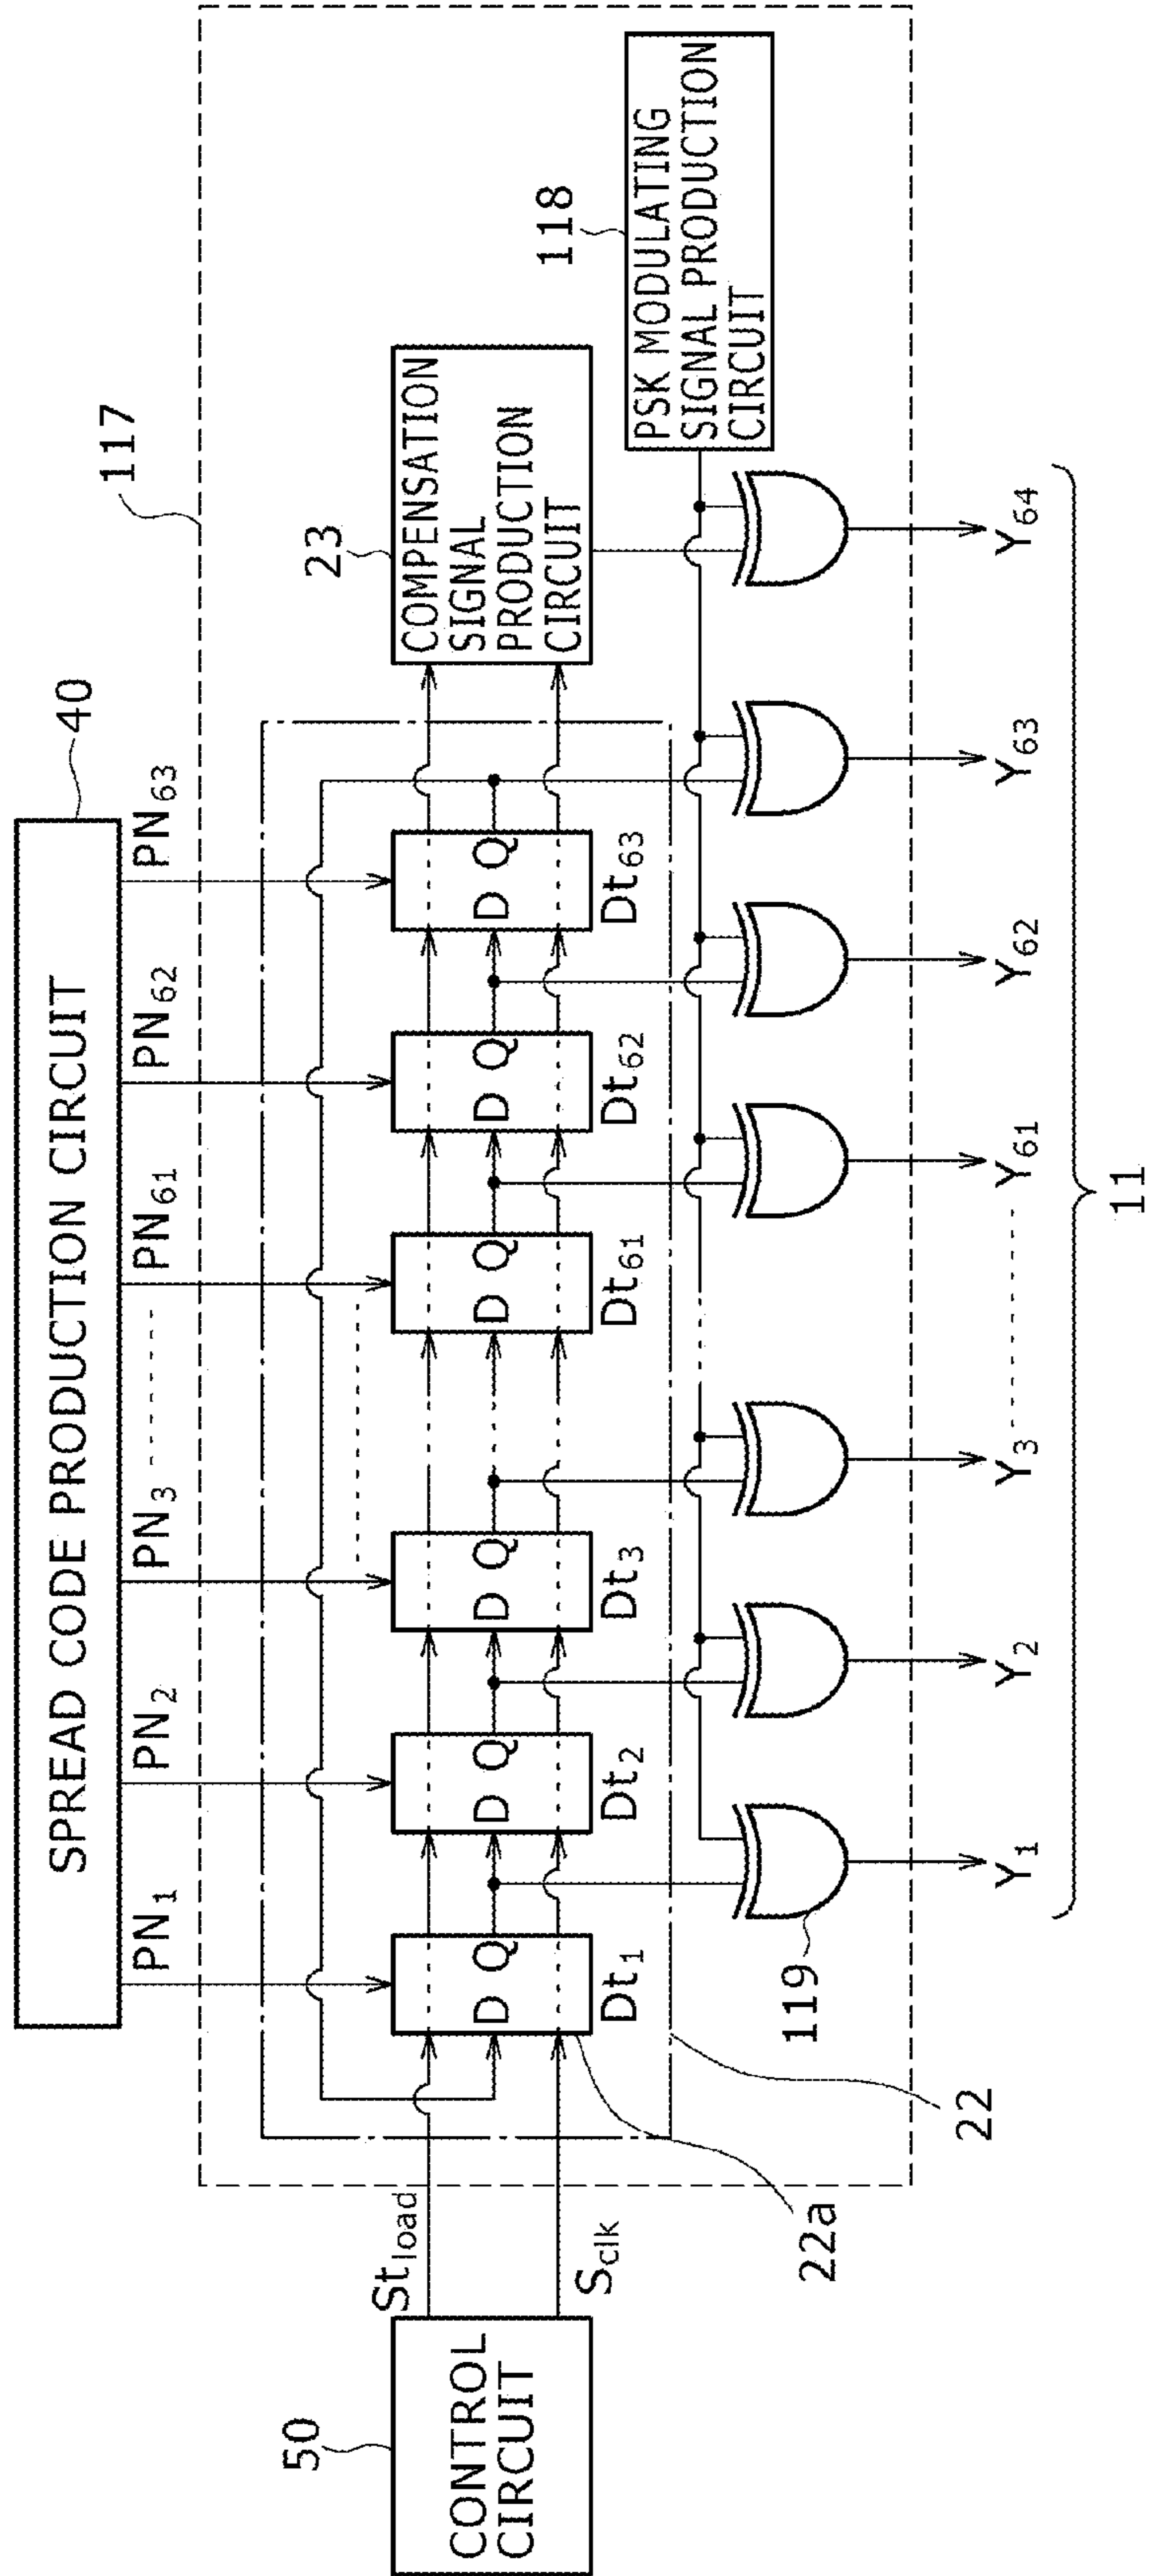 SPREAD CODE PRODUCTION CIRCUIT
40
PN1
PN2
PN3
PN61
PN62
PN63
117
50
CONTROL
CIRCUIT
Stload
Sclk
D Q
D Q
D Q
D Q
D Q
D Q
Dt1
Dt2
Dt3
Dt61
Dt62
Dt63
23
COMPENSATION
SIGNAL
PRODUCTION
CIRCUIT
118
PSK MODULATING
SIGNAL PRODUCTION
CIRCUIT
22a
22
119
Y1
Y2
Y3
Y61
Y62
Y63
Y64
11